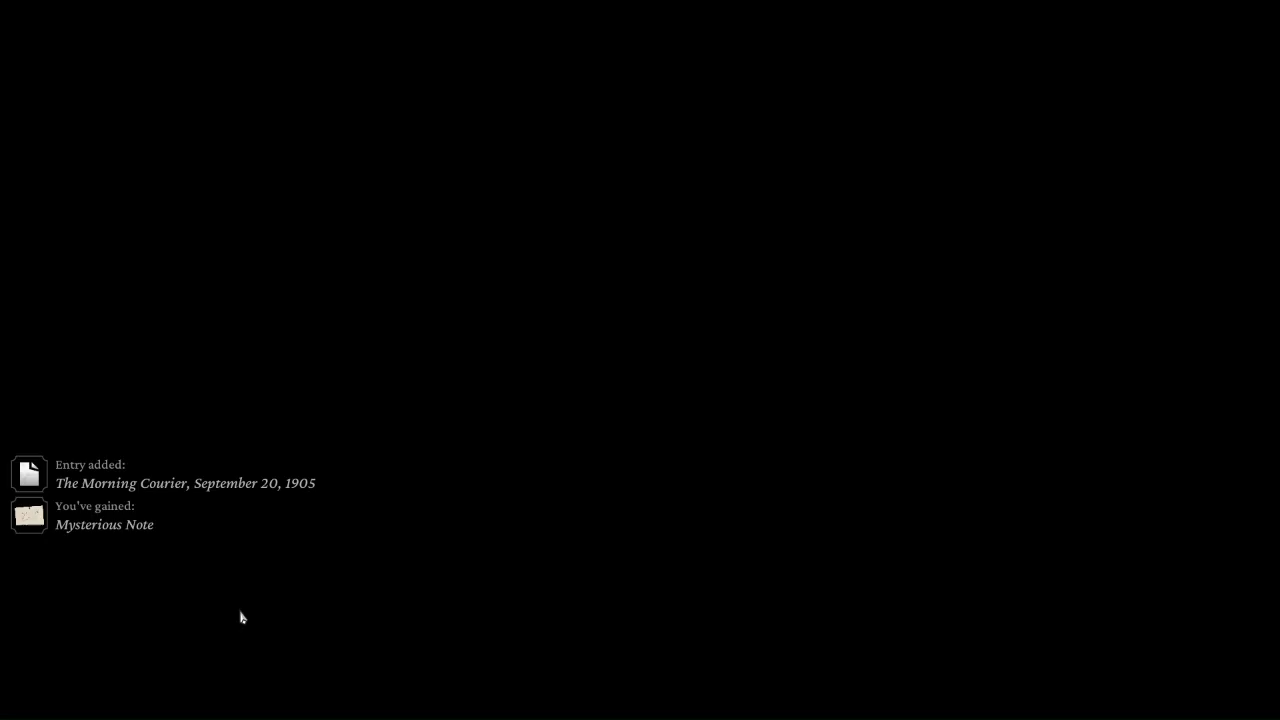 Entry added:
The Morning Courier, September 20, 1905
You've gained:
Mysterious Note